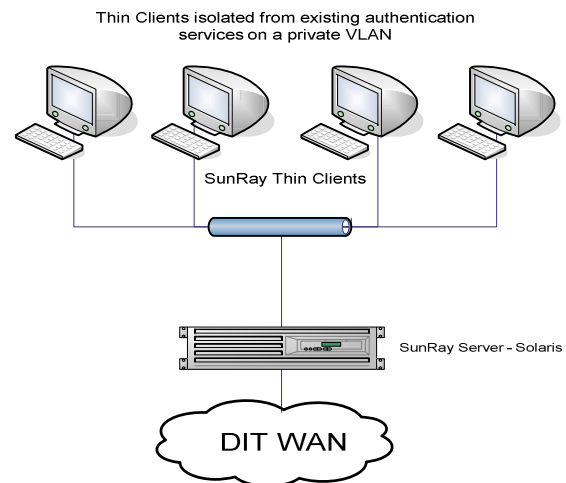 Thin Clients isolated from existing authentication
services on a private VLAN
SunRay Thin Clients
SunRay Server - Solaris
DIT WAN